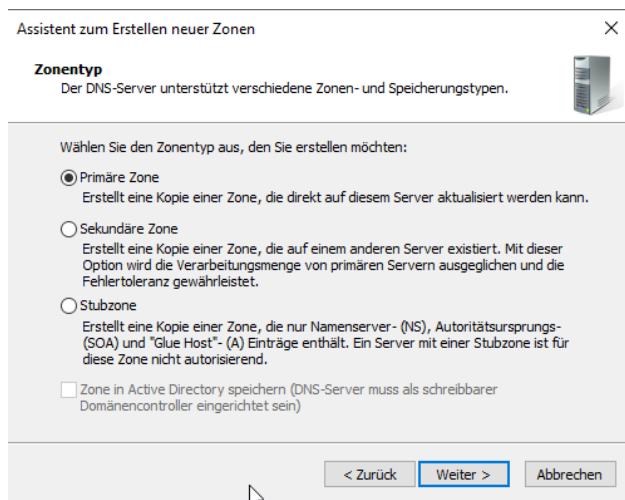 Assistent zum Erstellen neuer Zonen
Zonentyp
Der DNS-Server unterstützt verschiedene Zonen- und Speicherungstypen.
Wählen Sie den Zonentyp aus, den Sie erstellen möchten:
Primäre Zone
Erstellt eine Kopie einer Zone, die direkt auf diesem Server aktualisiert werden kann.
Sekundäre Zone
Erstellt eine Kopie einer Zone, die auf einem anderen Server existiert. Mit dieser
Option wird die Verarbeitungsmenge von primären Servern ausgeglichen und die
Fehlertoleranz gewährleistet.
Stubzone
Erstellt eine Kopie einer Zone, die nur Namenserver- (NS), Autoritätsursprungs-
(SOA) und "Glue Host"- (A) Einträge enthält. Ein Server mit einer Stubzone ist für
diese Zone nicht autorisierend.
Zone in Active Directory speichern (DNS-Server muss als schreibbarer
Domänencontroller eingerichtet sein)
< Zurück Weiter > Abbrechen